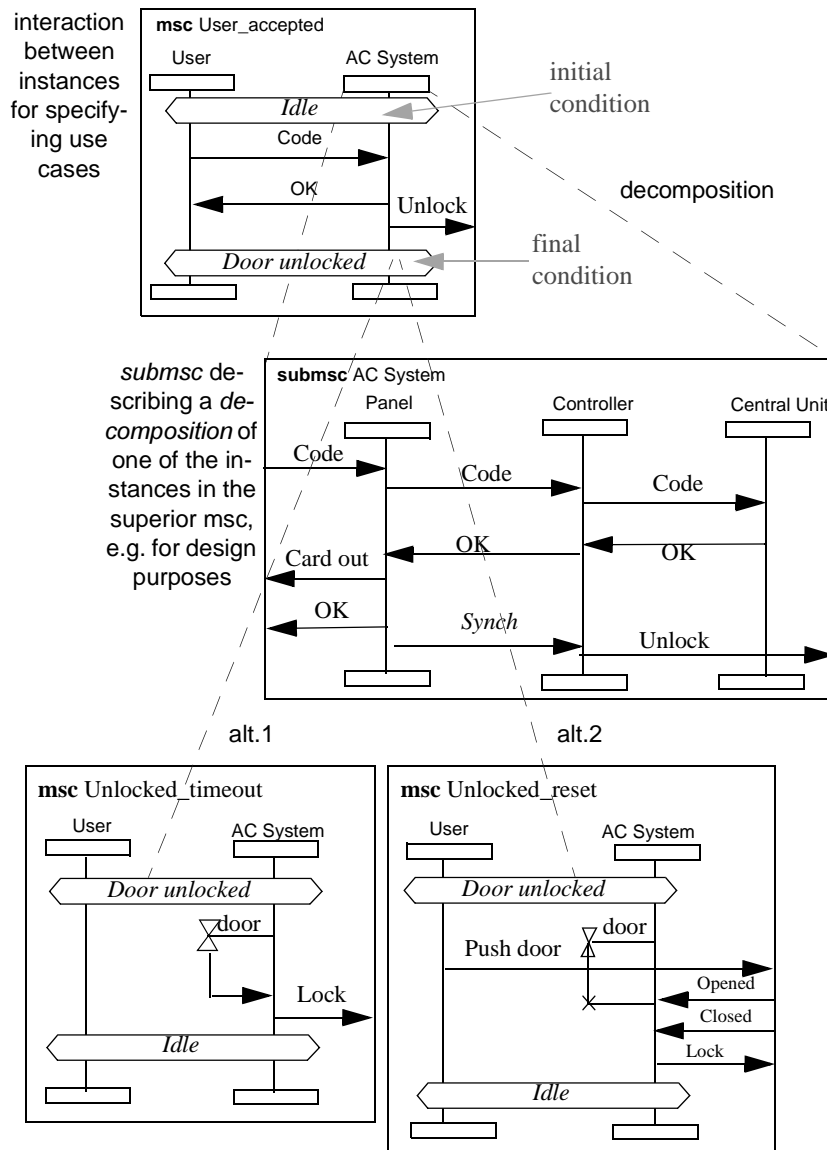 interaction
between
instances
for specify-
ing use
cases
msc User_accepted
User
AC System
Idle
initial
condition
Code
OK
Unlock
decomposition
Door unlocked
final
condition
submsc de-
scribing a de-
composition of
one of the in-
stances in the
superior msc,
e.g. for design
purposes
submsc AC System
Panel
Controller
Central Unit
Code
Code
Code
OK
OK
Card out
OK
Synch
Unlock
alt.1
alt.2
msc Unlocked_timeout
User
AC System
Door unlocked
door
Lock
Idle
msc Unlocked_reset
User
AC System
Door unlocked
door
Push door
Opened
Closed
Lock
Idle